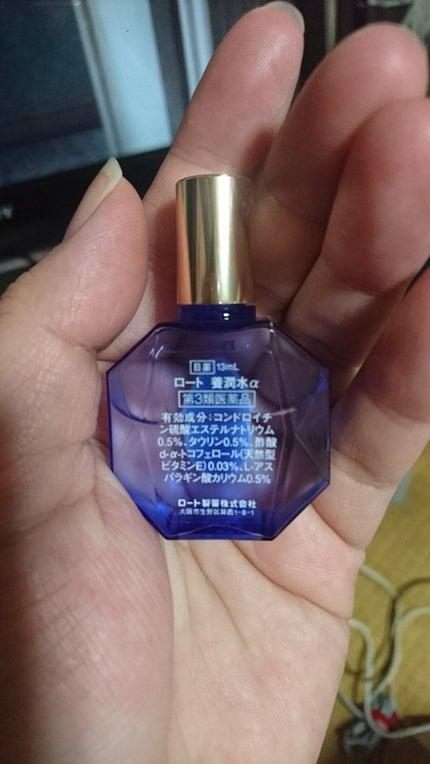 目薬 13mL
ロート 養潤水α
第3類医薬品
有効成分:コンドロイチ
ン硫酸エステルナトリウム
0.5%、タウリン0.5%、酢酸
d-α-トコフェロール(天然型
ビタミンE)0.03%、L-アス
パラギン酸カリウム0.5%
ロート製薬株式会社
大阪市生野区巽西1-8-1